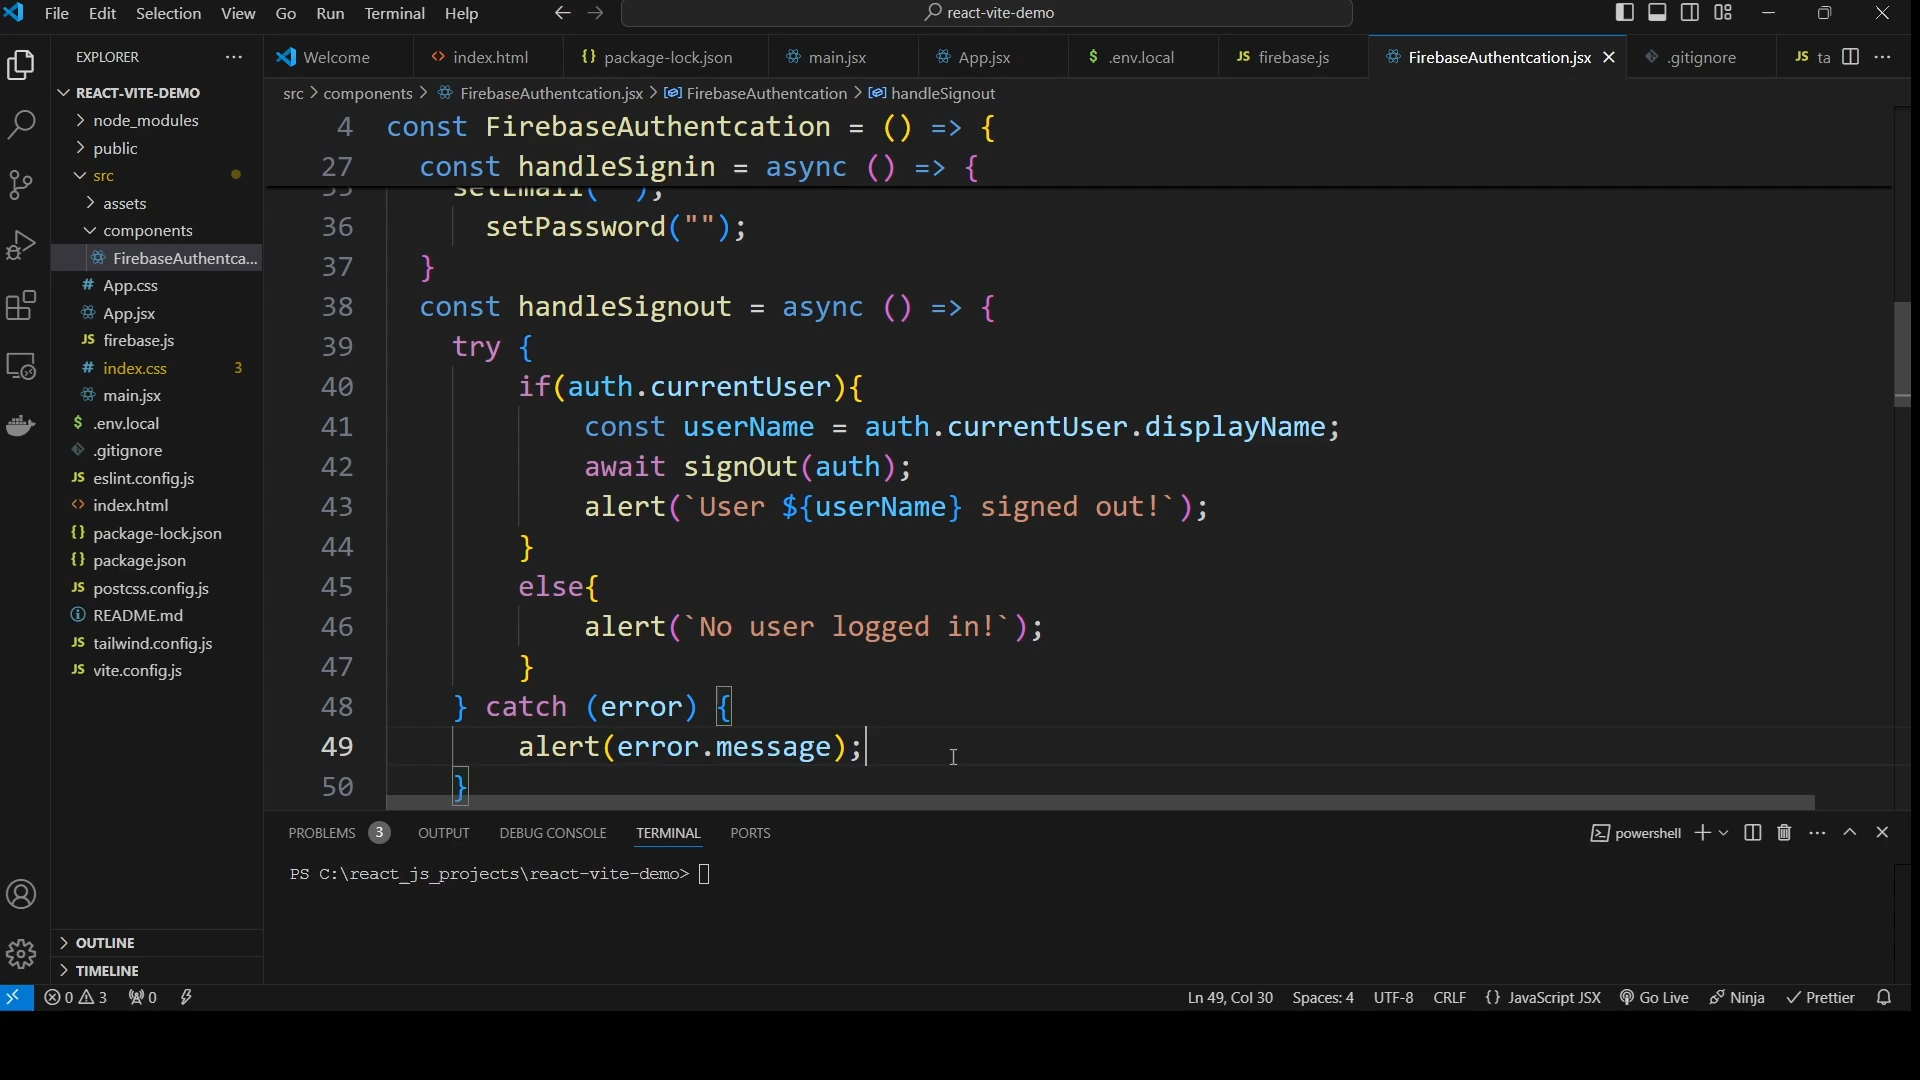 File Edit Selection View Go Run Terminal Help
react-vite-demo
EXPLORER
REACT-VITE-DEMO
node_modules
public
src
assets
components
FirebaseAuthentca...
App.css
App.jsx
firebase.js
index.css 3
main.jsx
.env.local
.gitignore
eslint.config.js
index.html
package-lock.json
package.json
postcss.config.js
README.md
tailwind.config.js
vite.config.js
OUTLINE
TIMELINE
Welcome index.html package-lock.json main.jsx App.jsx .env.local firebase.js FirebaseAuthentcation.jsx .gitignore ta
src > components > FirebaseAuthentcation.jsx > FirebaseAuthentcation > handleSignout
4 const FirebaseAuthentcation = () => {
27 const handleSignin = async () => {
35 setEmail("");
36 setPassword("");
37 }
38 const handleSignout = async () => {
39 try {
40 if(auth.currentUser){
41 const userName = auth.currentUser.displayName;
42 await signOut(auth);
43 alert(`User ${userName} signed out!`);
44 }
45 else{
46 alert(`No user logged in!`);
47 }
48 } catch (error) {
49 alert(error.message);
50 }
PROBLEMS 3 OUTPUT DEBUG CONSOLE TERMINAL PORTS powershell
PS C:\react_js_projects\react-vite-demo>
0 3 0 Ln 49, Col 30 Spaces: 4 UTF-8 CRLF {} JavaScript JSX Go Live Ninja Prettier